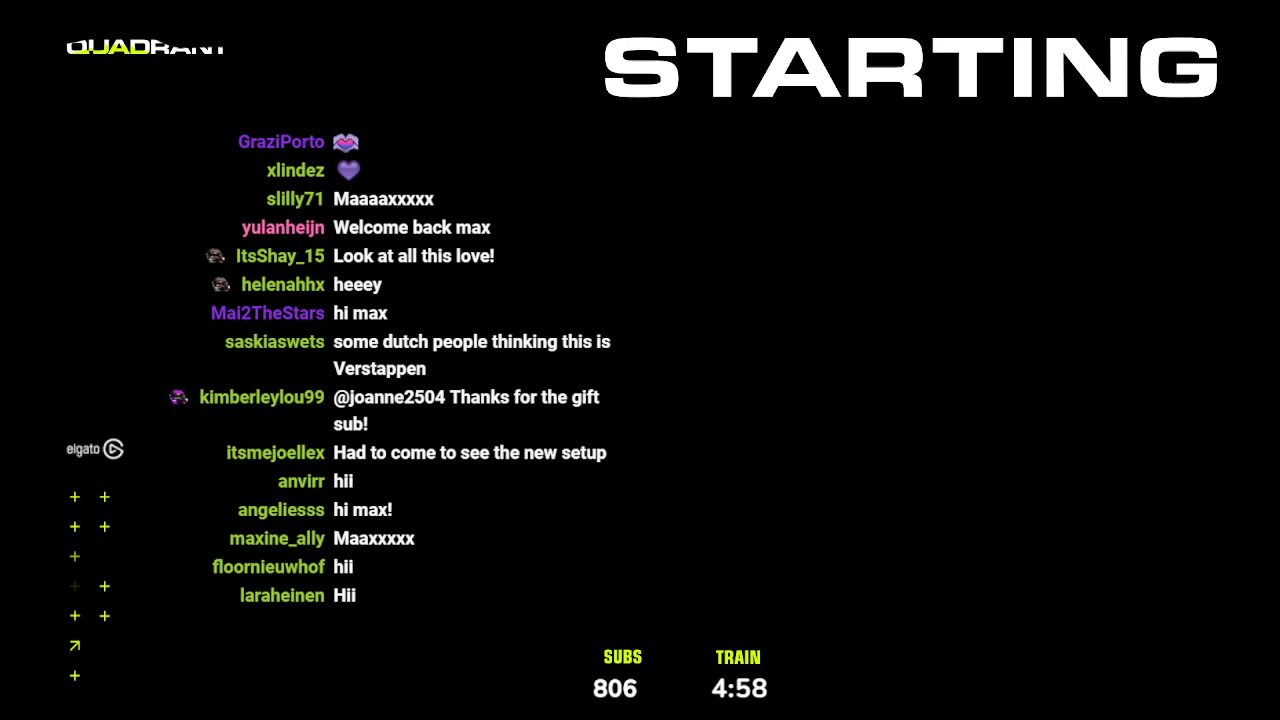 QUADRANT
STARTING
GraziPorto
xlindez
slilly71 Maaaaxxxxx
yulanheijn Welcome back max
ItsShay_15 Look at all this love!
helenahhx heeey
Mai2TheStars hi max
saskiaswets some dutch people thinking this is
Verstappen
kimberleylou99 @joanne2504 Thanks for the gift
sub!
itsmejoellex Had to come to see the new setup
anvirr hii
angeliesss hi max!
maxine_ally Maaxxxxx
floornieuwhof hii
laraheinen Hii
elgato
SUBS TRAIN
806 4:58